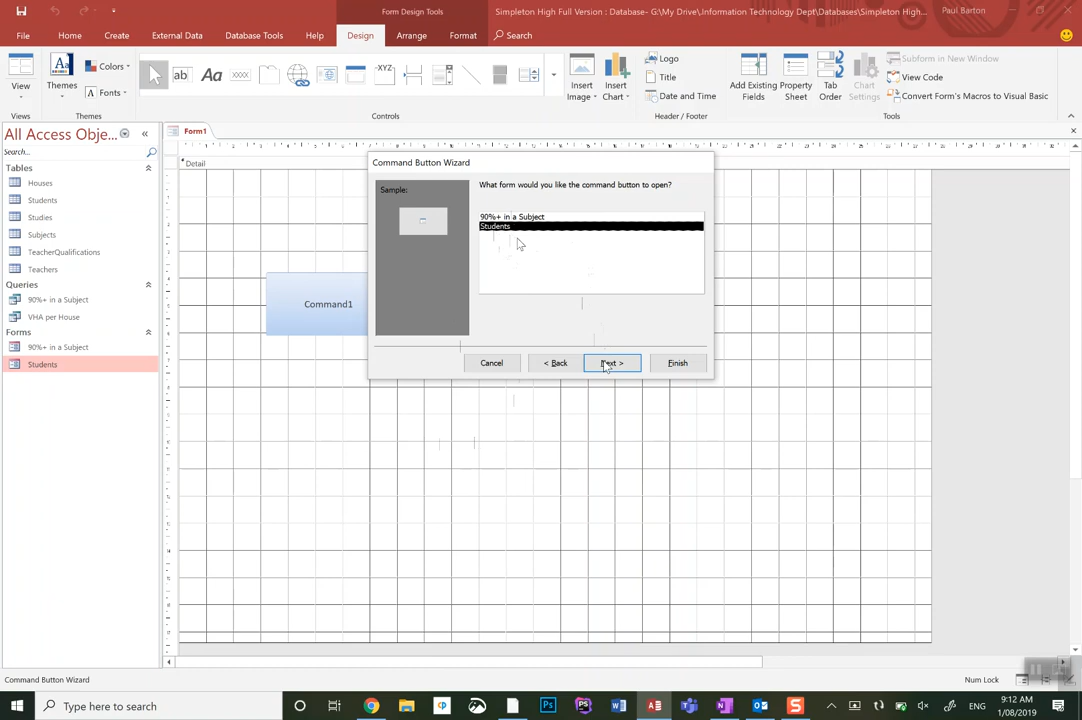 Form Design Tools
Simpleton High Full Version : Database- G:\My Drive\Information Technology Dept\Databases\Simpleton High...
Paul Barton
File
Home
Create
External Data
Database Tools
Help
Design
Arrange
Format
Search
View
Themes
Colors
Fonts
ab
Aa
XXXX
XYZ
Insert Image
Insert Chart
Logo
Title
Date and Time
Add Existing Fields
Property Sheet
Tab Order
Chart Settings
Subform in New Window
View Code
Convert Form's Macros to Visual Basic
Views
Themes
Controls
Header / Footer
Tools
All Access Obje...
Search...
Tables
Houses
Students
Studies
Subjects
TeacherQualifications
Teachers
Queries
90%+ in a Subject
VHA per House
Forms
90%+ in a Subject
Students
Form1
Detail
Command1
Command Button Wizard
Sample:
What form would you like the command button to open?
90%+ in a Subject
Students
Cancel
< Back
Next >
Finish
Command Button Wizard
Num Lock
Type here to search
ENG
9:12 AM
1/08/2019